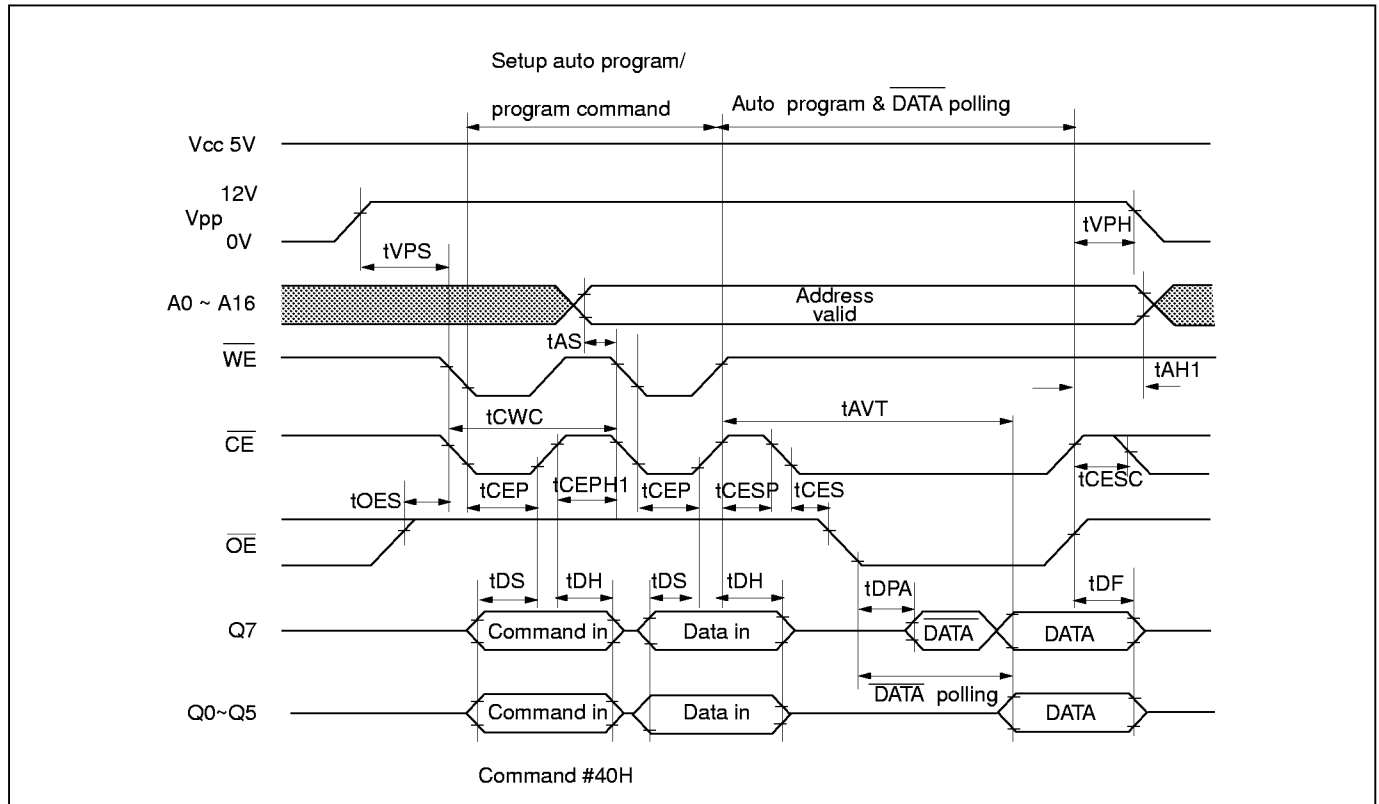 Setup auto program/
program command
Auto program & DATA polling
Vcc 5V
12V
Vpp
0V
tVPS
tVPH
A0 ~ A16
Address
valid
tAS
WE
tAH1
tCWC
tAVT
CE
tOES
tCEP
tCEPH1
tCEP
tCESP
tCES
tCESC
OE
tDS
tDH
tDS
tDH
tDPA
tDF
Q7
Command in
Data in
DATA
DATA
DATA polling
Q0~Q5
Command in
Data in
DATA
Command #40H